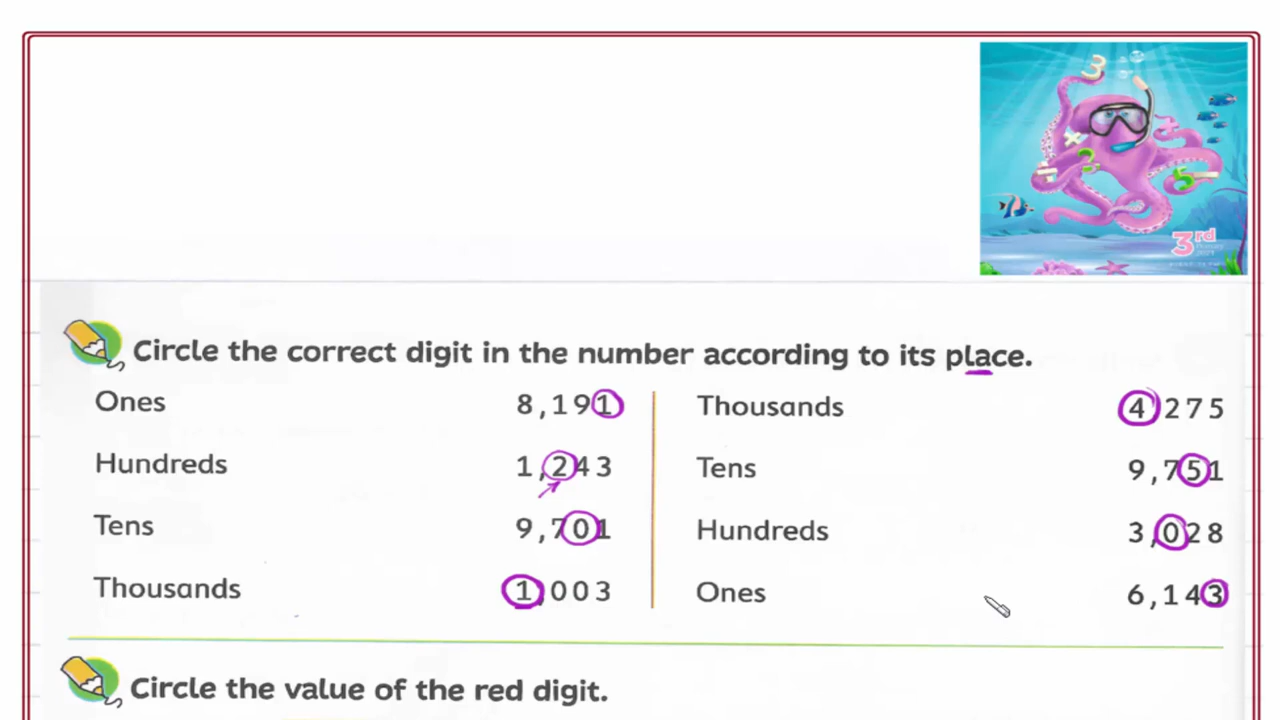 3rd
Circle the correct digit in the number according to its place.
Ones 8,191
Hundreds 1,243
Tens 9,701
Thousands 1,003
Thousands 4,275
Tens 9,751
Hundreds 3,028
Ones 6,143
Circle the value of the red digit.